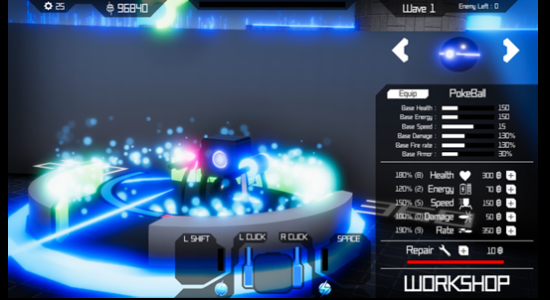 25
96840
Wave 1
Enemy Left : 0
Equip
PokeBall
Base Health : 150
Base Energy : 150
Base Speed : 15
Base Damage : 130%
Base Fire rate : 130%
Base Armor : 30%
180% (8) Health 300
120% (2) Energy 70
150% (5) Speed 150
100% (0) Damage 50
190% (9) Rate 350
Repair 10
WORKSHOP
L SHIFT
L CLICK
R CLICK
SPACE